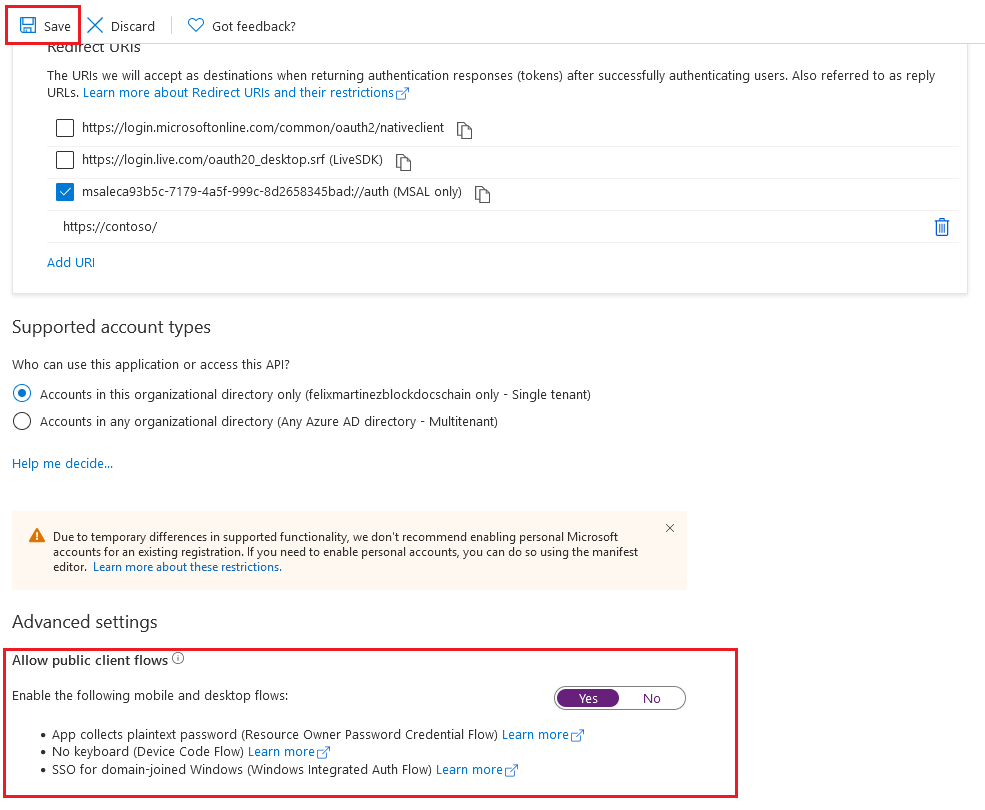 Save Discard Got feedback?
Redirect URIs
The URIs we will accept as destinations when returning authentication responses (tokens) after successfully authenticating users. Also referred to as reply
URLs. Learn more about Redirect URIs and their restrictions
https://login.microsoftonline.com/common/oauth2/nativeclient
https://login.live.com/oauth20_desktop.srf (LiveSDK)
msaleca93b5c-7179-4a5f-999c-8d2658345bad://auth (MSAL only)
https://contoso/
Add URI
Supported account types
Who can use this application or access this API?
Accounts in this organizational directory only (felixmartinezblockdocschain only - Single tenant)
Accounts in any organizational directory (Any Azure AD directory - Multitenant)
Help me decide...
Due to temporary differences in supported functionality, we don't recommend enabling personal Microsoft
accounts for an existing registration. If you need to enable personal accounts, you can do so using the manifest
editor. Learn more about these restrictions.
Advanced settings
Allow public client flows
Enable the following mobile and desktop flows: Yes No
• App collects plaintext password (Resource Owner Password Credential Flow) Learn more
• No keyboard (Device Code Flow) Learn more
• SSO for domain-joined Windows (Windows Integrated Auth Flow) Learn more